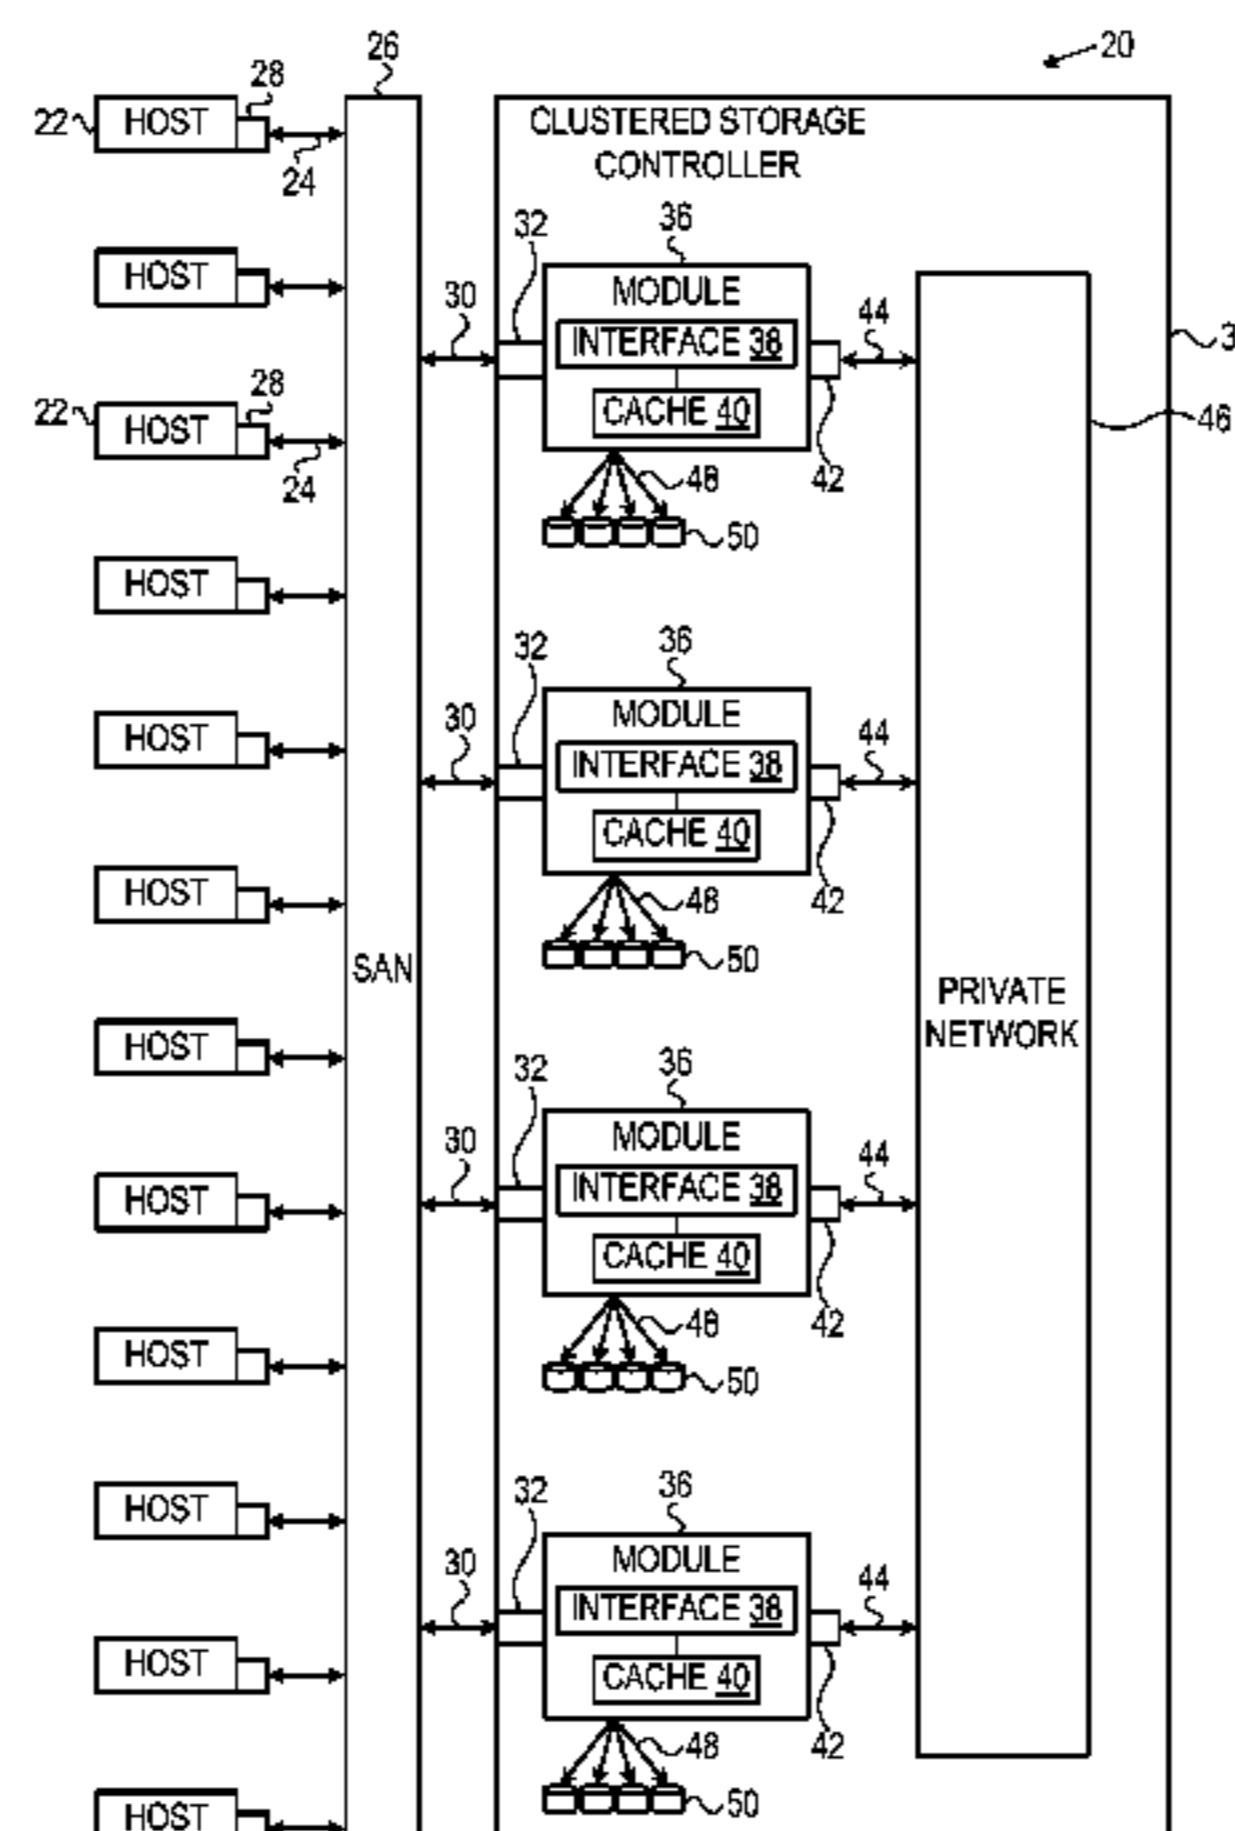 20
26
28
22 HOST
24
CLUSTERED STORAGE
CONTROLLER
HOST
28
22 HOST
24
HOST
HOST
HOST
HOST
HOST
HOST
HOST
HOST
HOST
SAN
30
32
36
MODULE
INTERFACE 38
CACHE 40
44
42
48
50
30
32
36
MODULE
INTERFACE 38
CACHE 40
44
42
48
50
30
32
36
MODULE
INTERFACE 38
CACHE 40
44
42
48
50
30
32
36
MODULE
INTERFACE 38
CACHE 40
44
42
48
50
PRIVATE
NETWORK
3
46